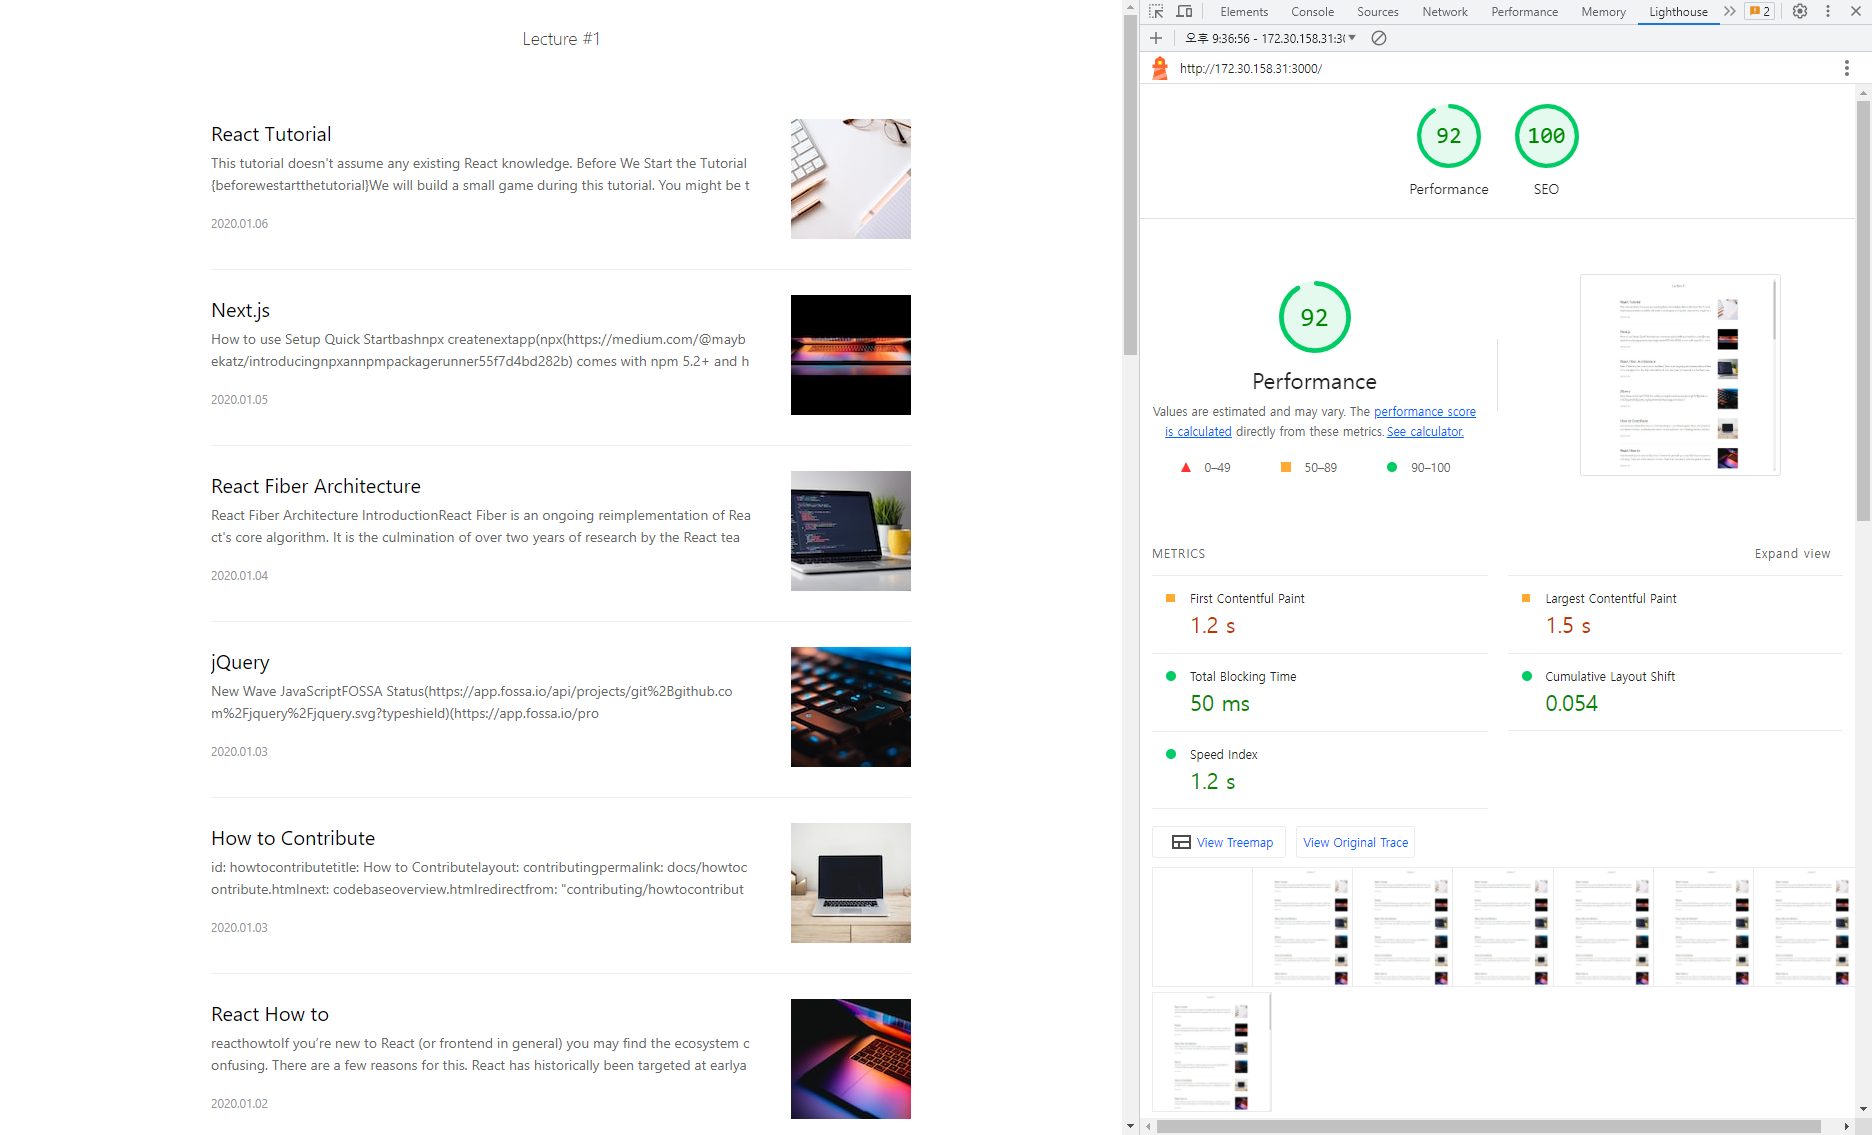 Lecture #1
React Tutorial
This tutorial doesn't assume any existing React knowledge. Before We Start the Tutorial
{beforewestartthetutorial}We will build a small game during this tutorial. You might be t
2020.01.06
Next.js
How to use Setup Quick Startbashnpx createnextapp(npx(https://medium.com/@mayb
ekatz/introducingnpxannpmpackagerunner55f7d4bd282b) comes with npm 5.2+ and h
2020.01.05
React Fiber Architecture
React Fiber Architecture IntroductionReact Fiber is an ongoing reimplementation of Rea
ct's core algorithm. It is the culmination of over two years of research by the React tea
2020.01.04
jQuery
New Wave JavaScriptFOSSA Status(https://app.fossa.io/api/projects/git%2Bgithub.co
m%2Fjquery%2Fjquery.svg?typeshield)(https://app.fossa.io/pro
2020.01.03
How to Contribute
id: howtocontributetitle: How to Contributelayout: contributingpermalink: docs/howtoc
ontribute.htmlnext: codebaseoverview.htmlredirectfrom: "contributing/howtocontribut
2020.01.03
React How to
reacthowtoIf you’re new to React (or frontend in general) you may find the ecosystem c
onfusing. There are a few reasons for this. React has historically been targeted at earlya
2020.01.02
Elements Console Sources Network Performance Memory Lighthouse 2
오후 9:36:56 - 172.30.158.31:3(
http://172.30.158.31:3000/
92 100
Performance SEO
92
Performance
Values are estimated and may vary. The performance score
is calculated directly from these metrics. See calculator.
0–49 50–89 90–100
METRICS Expand view
First Contentful Paint
1.2 s
Largest Contentful Paint
1.5 s
Total Blocking Time
50 ms
Cumulative Layout Shift
0.054
Speed Index
1.2 s
View Treemap View Original Trace